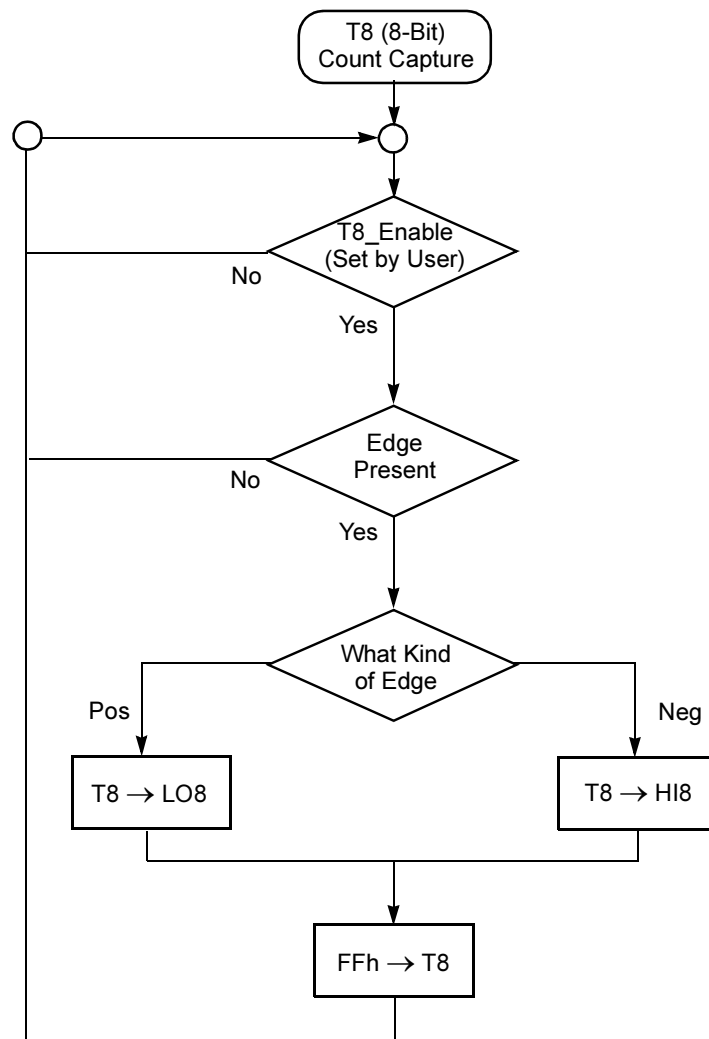 T8 (8-Bit)
Count Capture
T8_Enable
(Set by User)
No
Yes
Edge
Present
No
Yes
What Kind
of Edge
Pos
Neg
T8 → LO8
T8 → HI8
FFh → T8